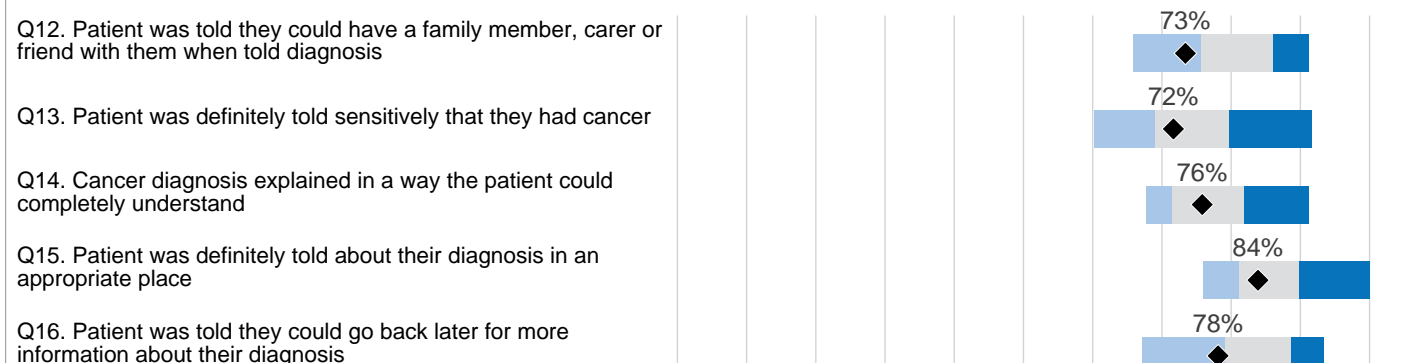 73%
Q12. Patient was told they could have a family member, carer or
friend with them when told diagnosis
72%
Q13. Patient was definitely told sensitively that they had cancer
76%
Q14. Cancer diagnosis explained in a way the patient could
completely understand
84%
Q15. Patient was definitely told about their diagnosis in an
appropriate place
78%
Q16. Patient was told they could go back later for more
information about their diagnosis